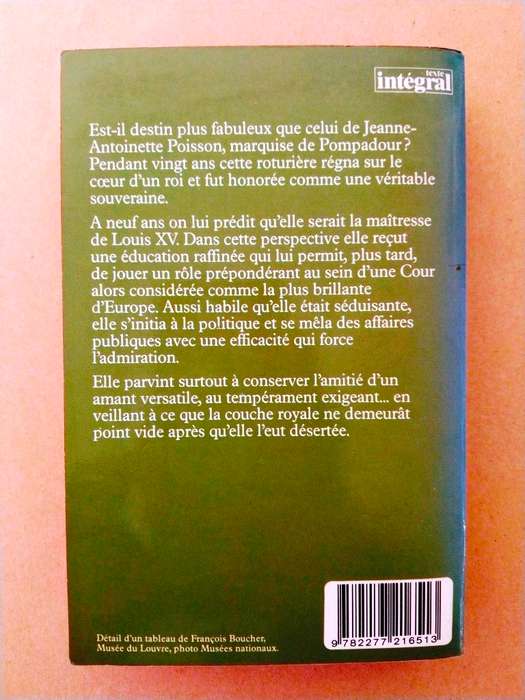 texte
intégral
Est-il destin plus fabuleux que celui de Jeanne-
Antoinette Poisson, marquise de Pompadour ?
Pendant vingt ans cette roturière régna sur le
cœur d'un roi et fut honorée comme une véritable
souveraine.
A neuf ans on lui prédit qu'elle serait la maîtresse
de Louis XV. Dans cette perspective elle reçut
une éducation raffinée qui lui permit, plus tard,
de jouer un rôle prépondérant au sein d'une Cour
alors considérée comme la plus brillante
d'Europe. Aussi habile qu'elle était séduisante,
elle s'initia à la politique et se mêla des affaires
publiques avec une efficacité qui force
l'admiration.
Elle parvint surtout à conserver l'amitié d'un
amant versatile, au tempérament exigeant... en
veillant à ce que la couche royale ne demeurât
point vide après qu'elle l'eut désertée.
Détail d'un tableau de François Boucher,
Musée du Louvre, photo Musées nationaux.
9 782277 216513